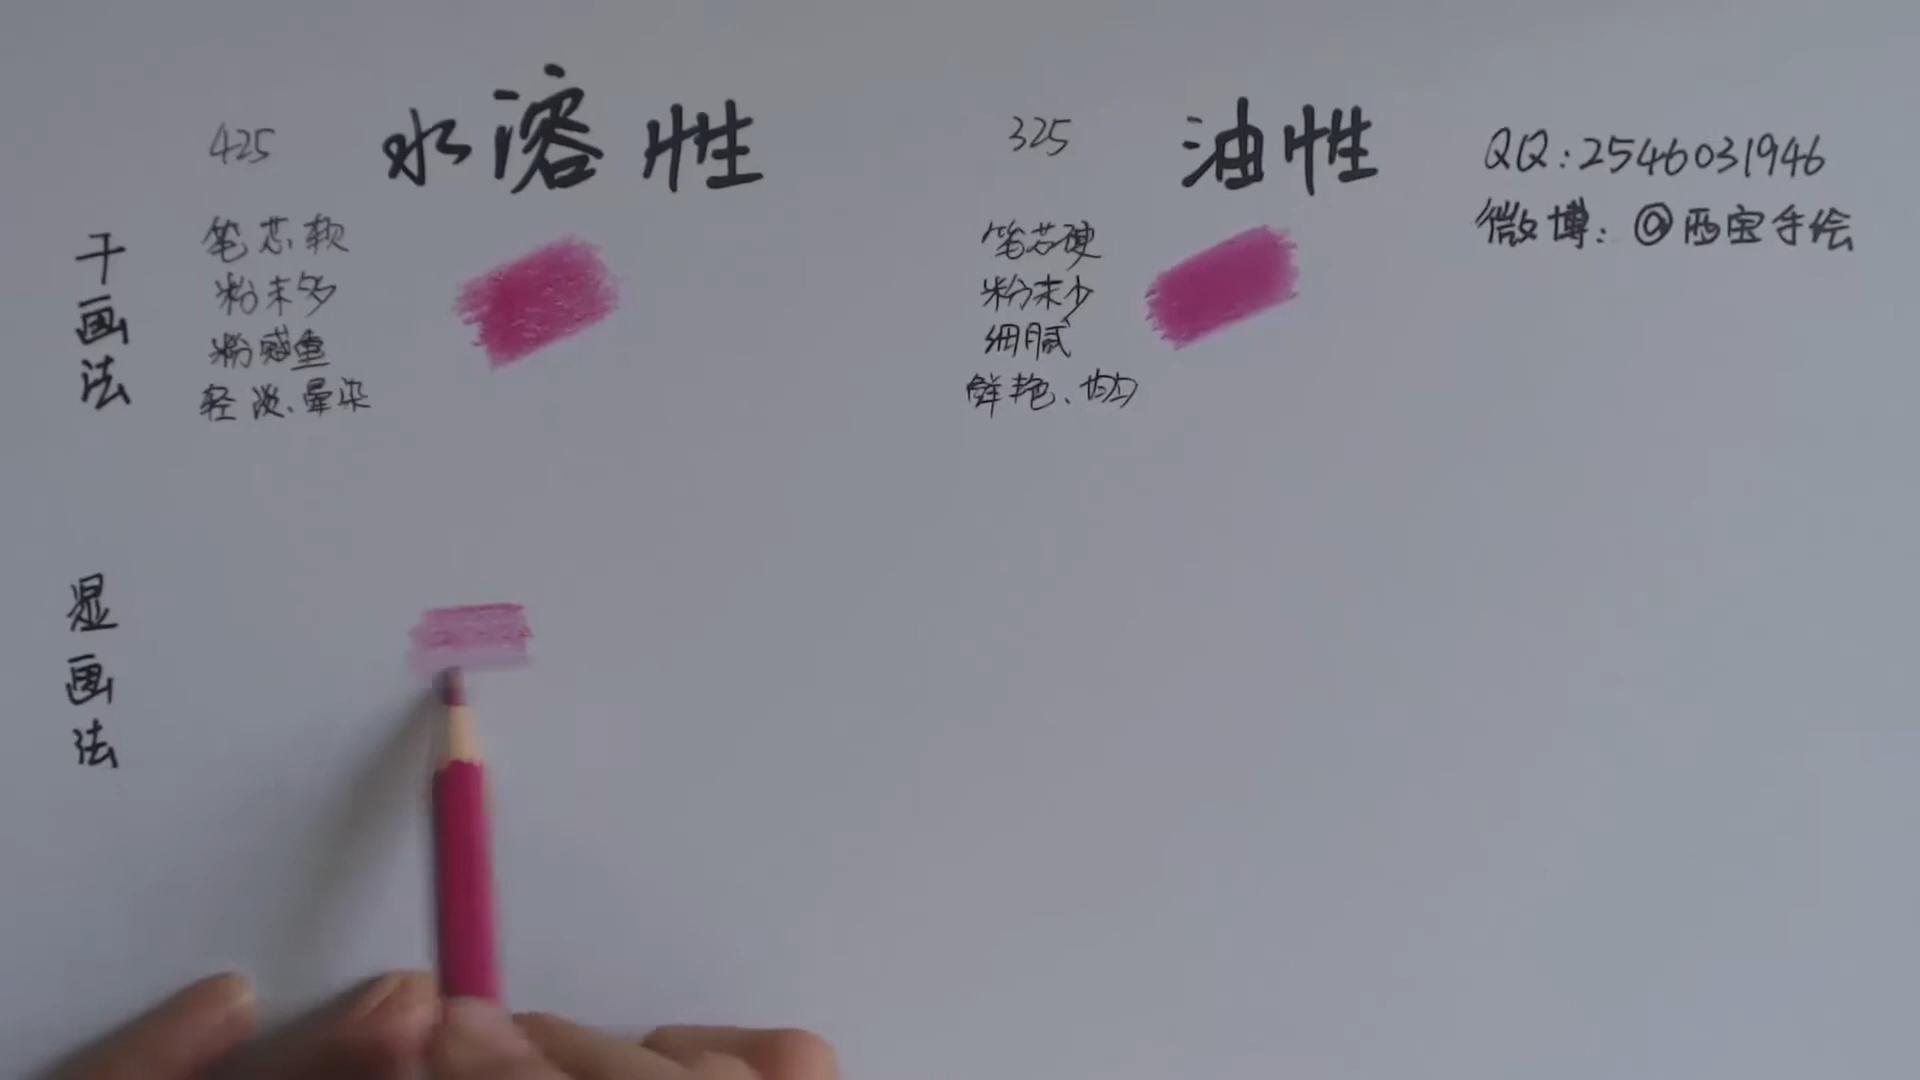 425
水溶性
325
油性
QQ:2546031946
微博:@西宝手绘
干画法
笔芯软
粉末多
粉感重
轻淡、晕染
笔芯硬
粉末少
细腻
鲜艳、均匀
湿画法